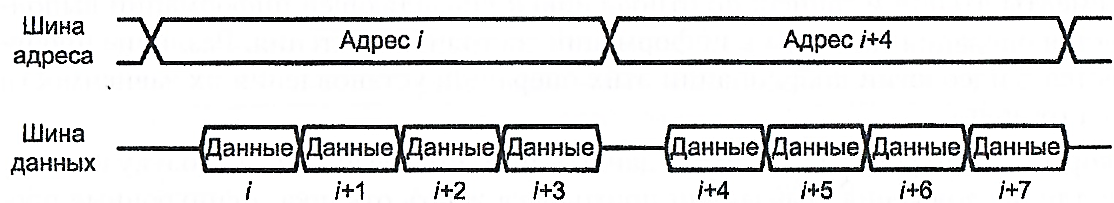 Шина
адреса
Адрес i
Адрес i+4
Шина
данных
Данные Данные Данные Данные Данные Данные Данные Данные
i i+1 i+2 i+3 i+4 i+5 i+6 i+7